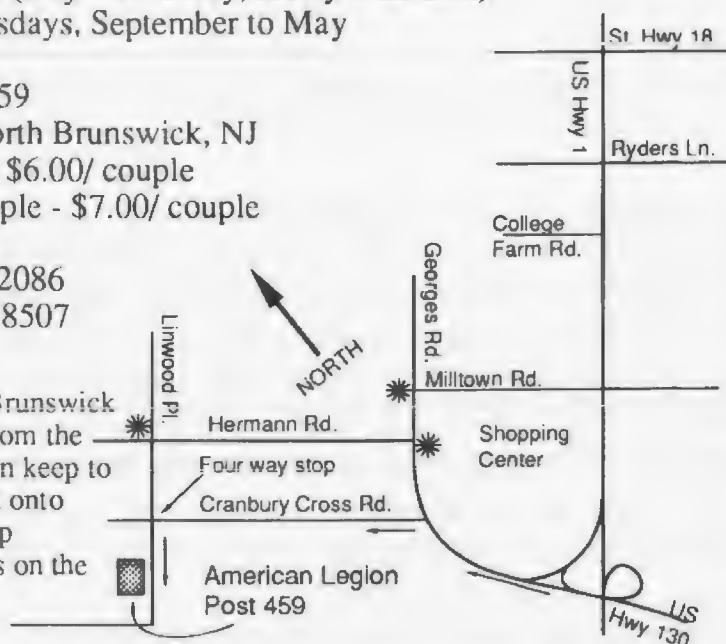 sdays, September to May
59
orth Brunswick, NJ
$6.00/ couple
ple - $7.00/ couple
2086
8507
Brunswick
om the
n keep to
onto
p
s on the
St. Hwy 18
US Hwy 1
Ryders Ln.
College
Farm Rd.
Georges Rd.
Linwood Pl.
NORTH
Milltown Rd.
Hermann Rd.
Shopping
Center
Four way stop
Cranbury Cross Rd.
American Legion
Post 459
US
Hwy 130